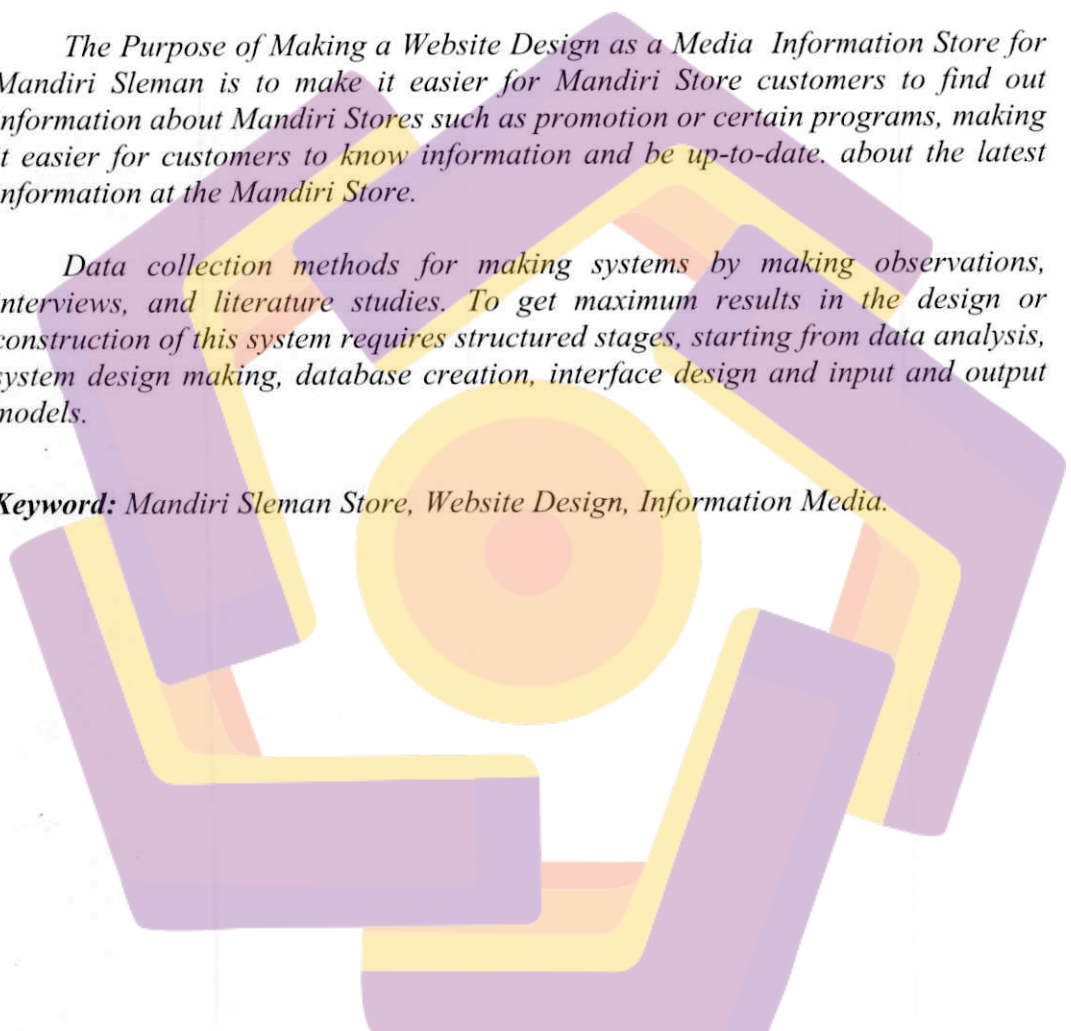 The Purpose of Making a Website Design as a Media Information Store for
Mandiri Sleman is to make it easier for Mandiri Store customers to find out
information about Mandiri Stores such as promotion or certain programs, making
it easier for customers to know information and be up-to-date. about the latest
information at the Mandiri Store.
Data collection methods for making systems by making observations,
interviews, and literature studies. To get maximum results in the design or
construction of this system requires structured stages, starting from data analysis,
system design making, database creation, interface design and input and output
models.
Keyword: Mandiri Sleman Store, Website Design, Information Media.